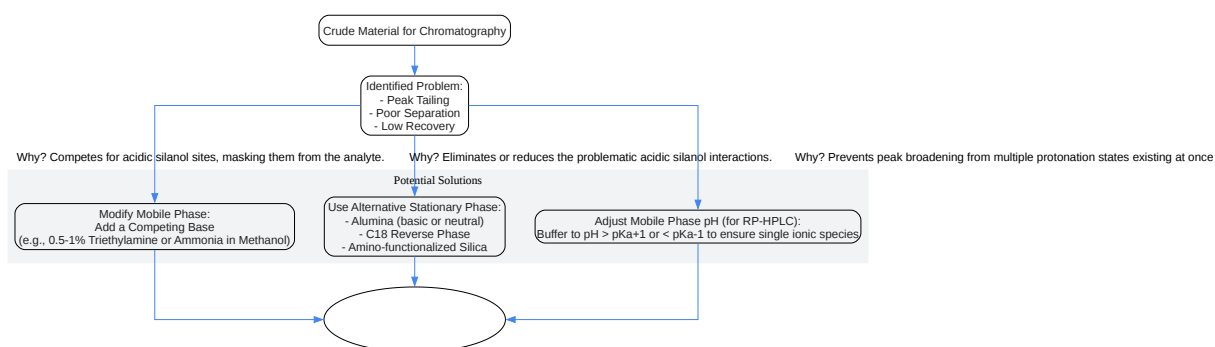 Crude Material for Chromatography
Identified Problem:
- Peak Tailing
- Poor Separation
- Low Recovery
Why? Competes for acidic silanol sites, masking them from the analyte.
Why? Eliminates or reduces the problematic acidic silanol interactions.
Why? Prevents peak broadening from multiple protonation states existing at once
Potential Solutions
Modify Mobile Phase:
Add a Competing Base
(e.g., 0.5-1% Triethylamine or Ammonia in Methanol)
Use Alternative Stationary Phase:
- Alumina (basic or neutral)
- C18 Reverse Phase
- Amino-functionalized Silica
Adjust Mobile Phase pH (for RP-HPLC):
Buffer to pH > pKa+1 or < pKa-1 to ensure single ionic species